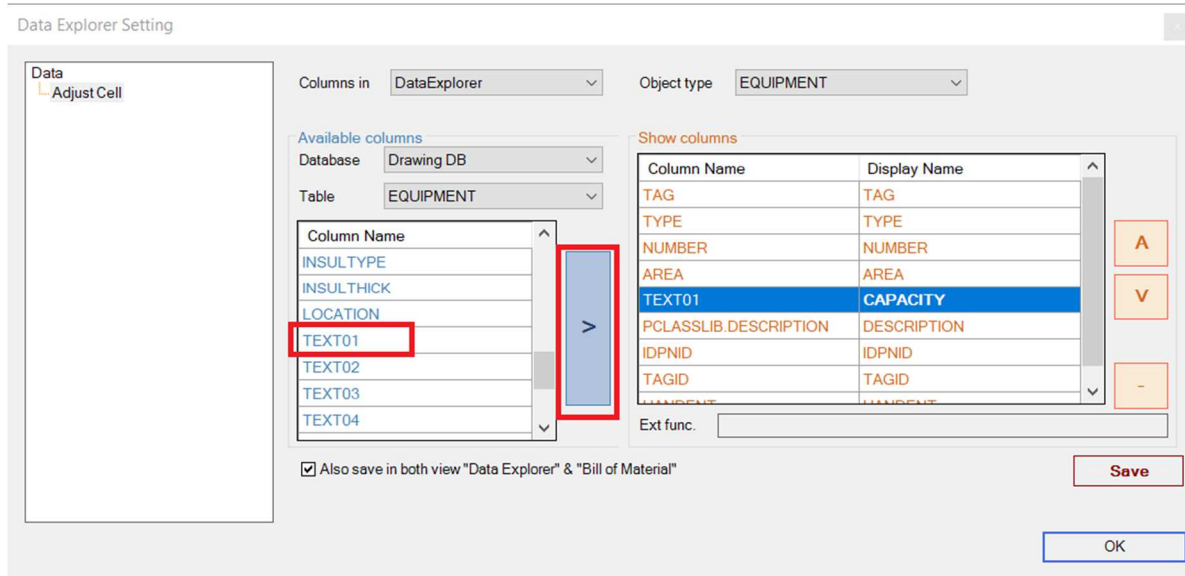 Data Explorer Setting
x
Data
Adjust Cell
Columns in DataExplorer
Object type EQUIPMENT
Available columns
Database Drawing DB
Table EQUIPMENT
Column Name
INSULTYPE
INSULTHICK
LOCATION
TEXT01
TEXT02
TEXT03
TEXT04
>
Show columns
Column Name Display Name
TAG TAG
TYPE TYPE
NUMBER NUMBER
AREA AREA
TEXT01 CAPACITY
PCLASSLIB.DESCRIPTION DESCRIPTION
IDPNID IDPNID
TAGID TAGID
A
V
-
Ext func.
Also save in both view "Data Explorer" & "Bill of Material"
Save
OK